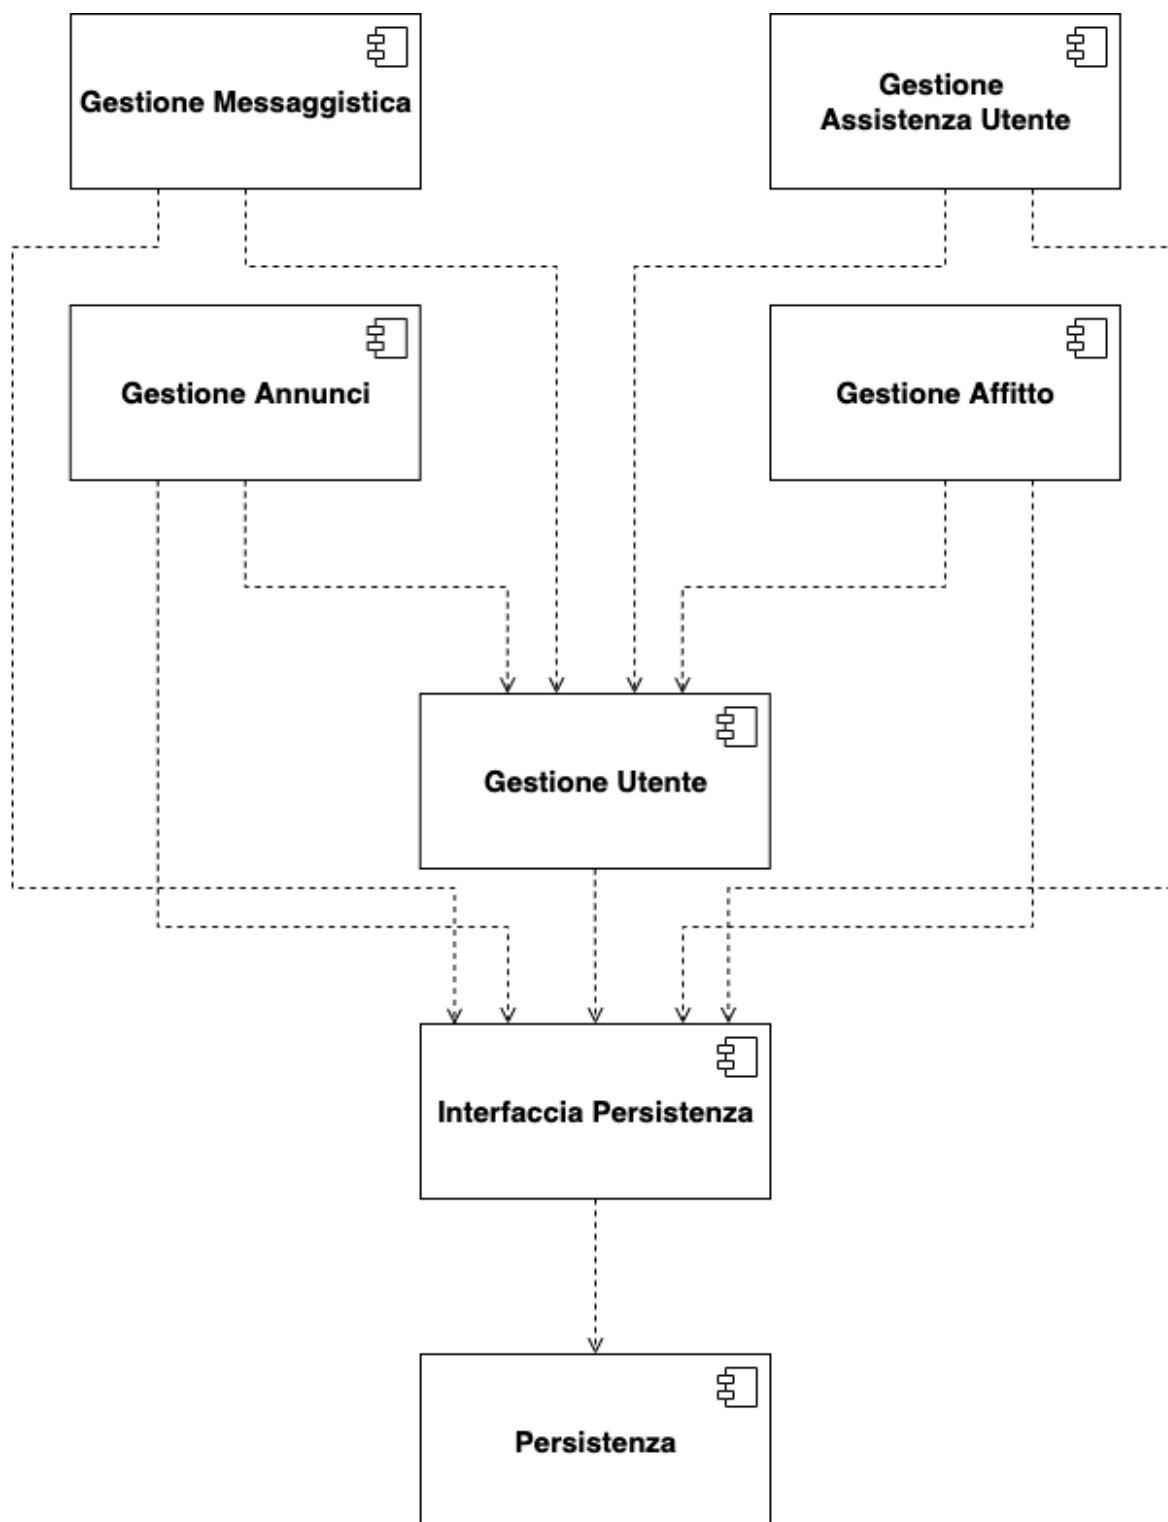 Gestione Messaggistica
Gestione
Assistenza Utente
Gestione Annunci
Gestione Affitto
Gestione Utente
Interfaccia Persistenza
Persistenza